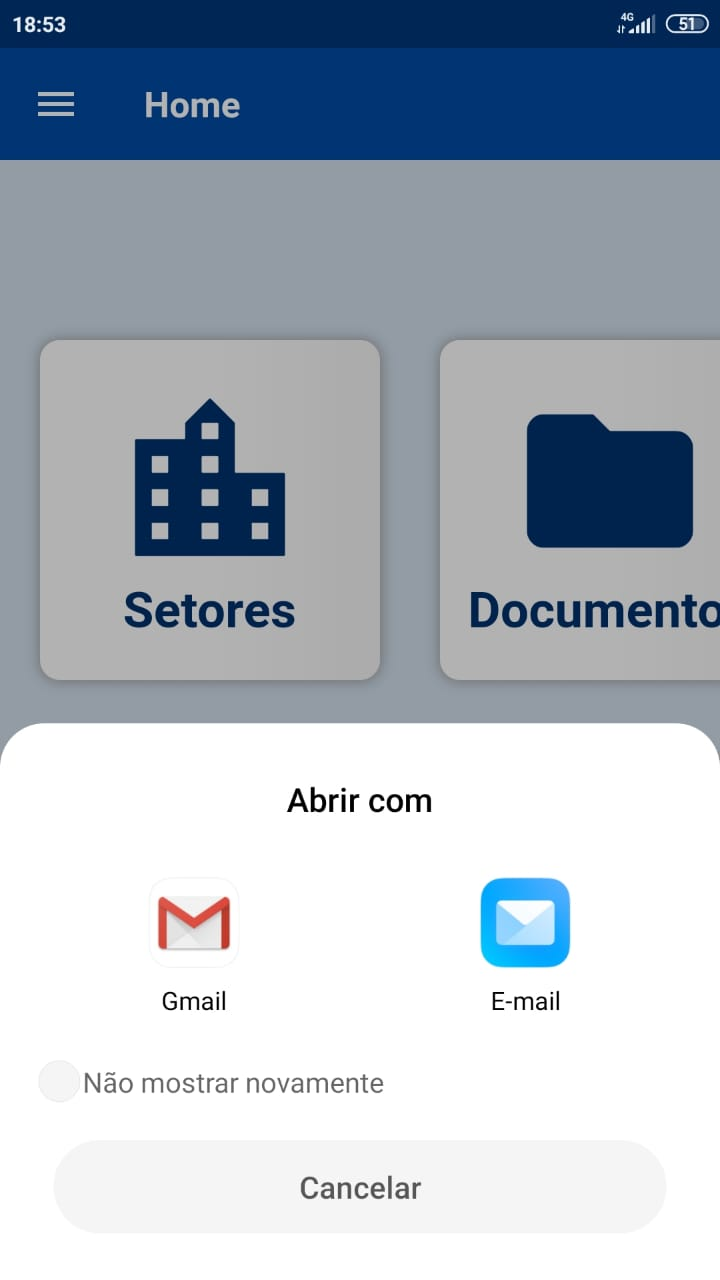 18:53
4G
51
Home
Setores
Documento
Abrir com
Gmail
E-mail
Não mostrar novamente
Cancelar